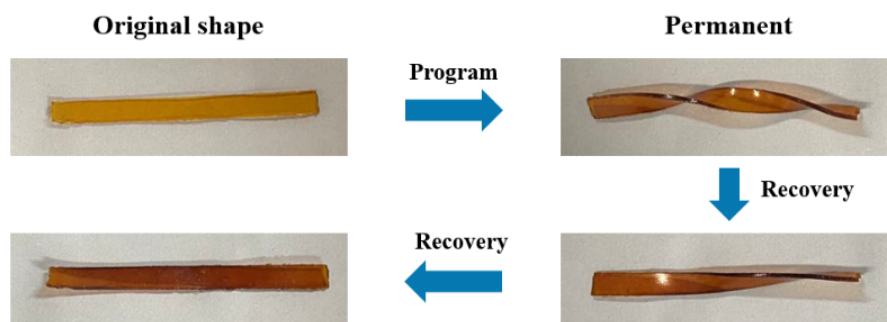 Original shape
Permanent
Program
Recovery
Recovery